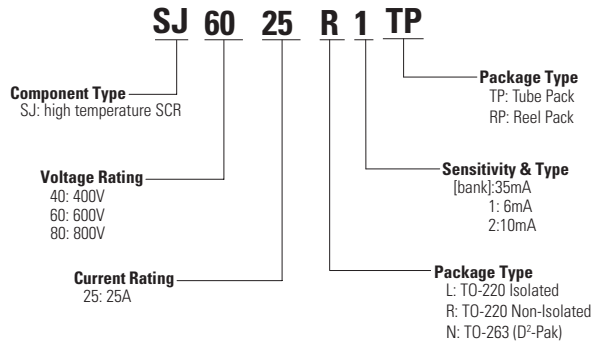 SJ 60 25 R 1 TP
Component Type
SJ: high temperature SCR
Voltage Rating
40: 400V
60: 600V
80: 800V
Current Rating
25: 25A
Package Type
TP: Tube Pack
RP: Reel Pack
Sensitivity & Type
[bank]:35mA
1: 6mA
2:10mA
Package Type
L: TO-220 Isolated
R: TO-220 Non-Isolated
N: TO-263 (D²-Pak)